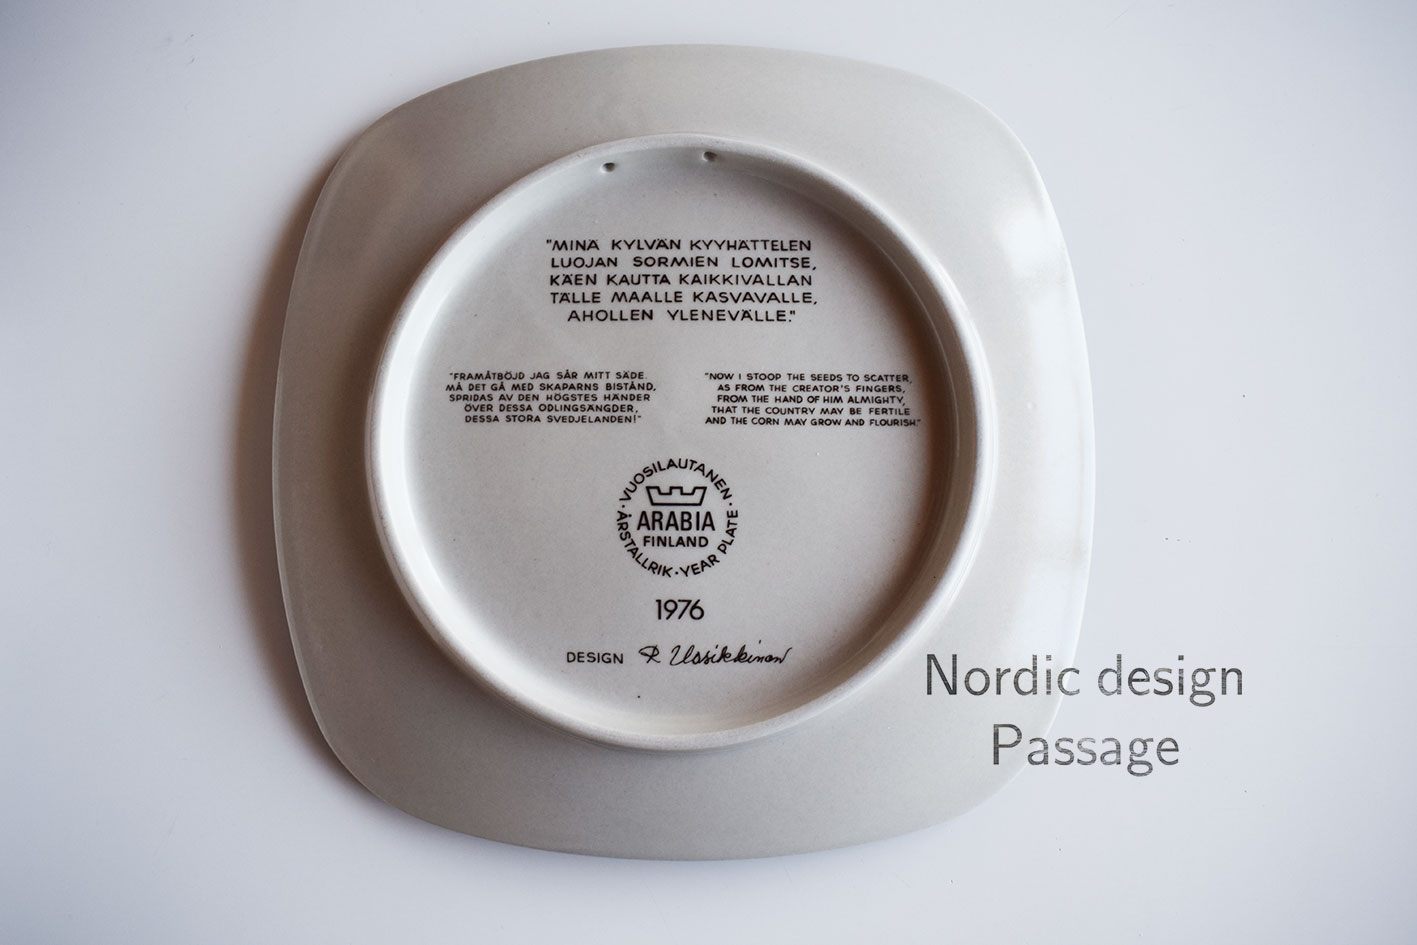 "MINÄ KYLVÄN KYYHÄTTELEN
LUOJAN SORMIEN LOMITSE,
KÄEN KAUTTA KAIKKIVALLAN
TÄLLE MAALLE KASVAVALLE,
AHOLLEN YLENEVÄLLE."
"FRAMÅTBÖJD JAG SÅR MITT SÄDE.
MÅ DET GÅ MED SKAPARNS BISTÅND,
SPRIDAS AV DEN HÖGSTES HÄNDER
ÖVER DESSA ODLINGSÄNGDER,
DESSA STORA SVEDJELANDEN!"
"NOW I STOOP THE SEEDS TO SCATTER,
AS FROM THE CREATOR'S FINGERS,
FROM THE HAND OF HIM ALMIGHTY,
THAT THE COUNTRY MAY BE FERTILE
AND THE CORN MAY GROW AND FLOURISH."
· VUOSILAUTANEN ·
ARABIA
FINLAND
ÅRSTALLRIK · YEAR PLATE
1976
DESIGN R. Uosikkinen
Nordic design
Passage